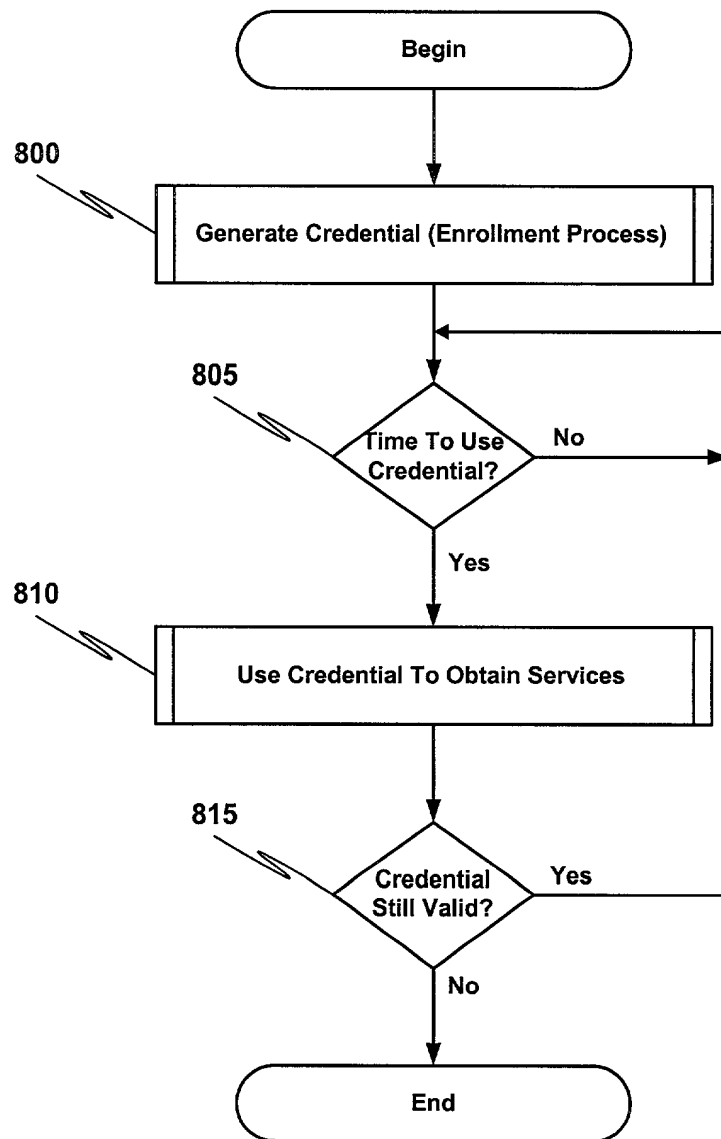 Begin
800
Generate Credential (Enrollment Process)
805
Time To Use
Credential?
No
Yes
810
Use Credential To Obtain Services
815
Credential
Still Valid?
Yes
No
End